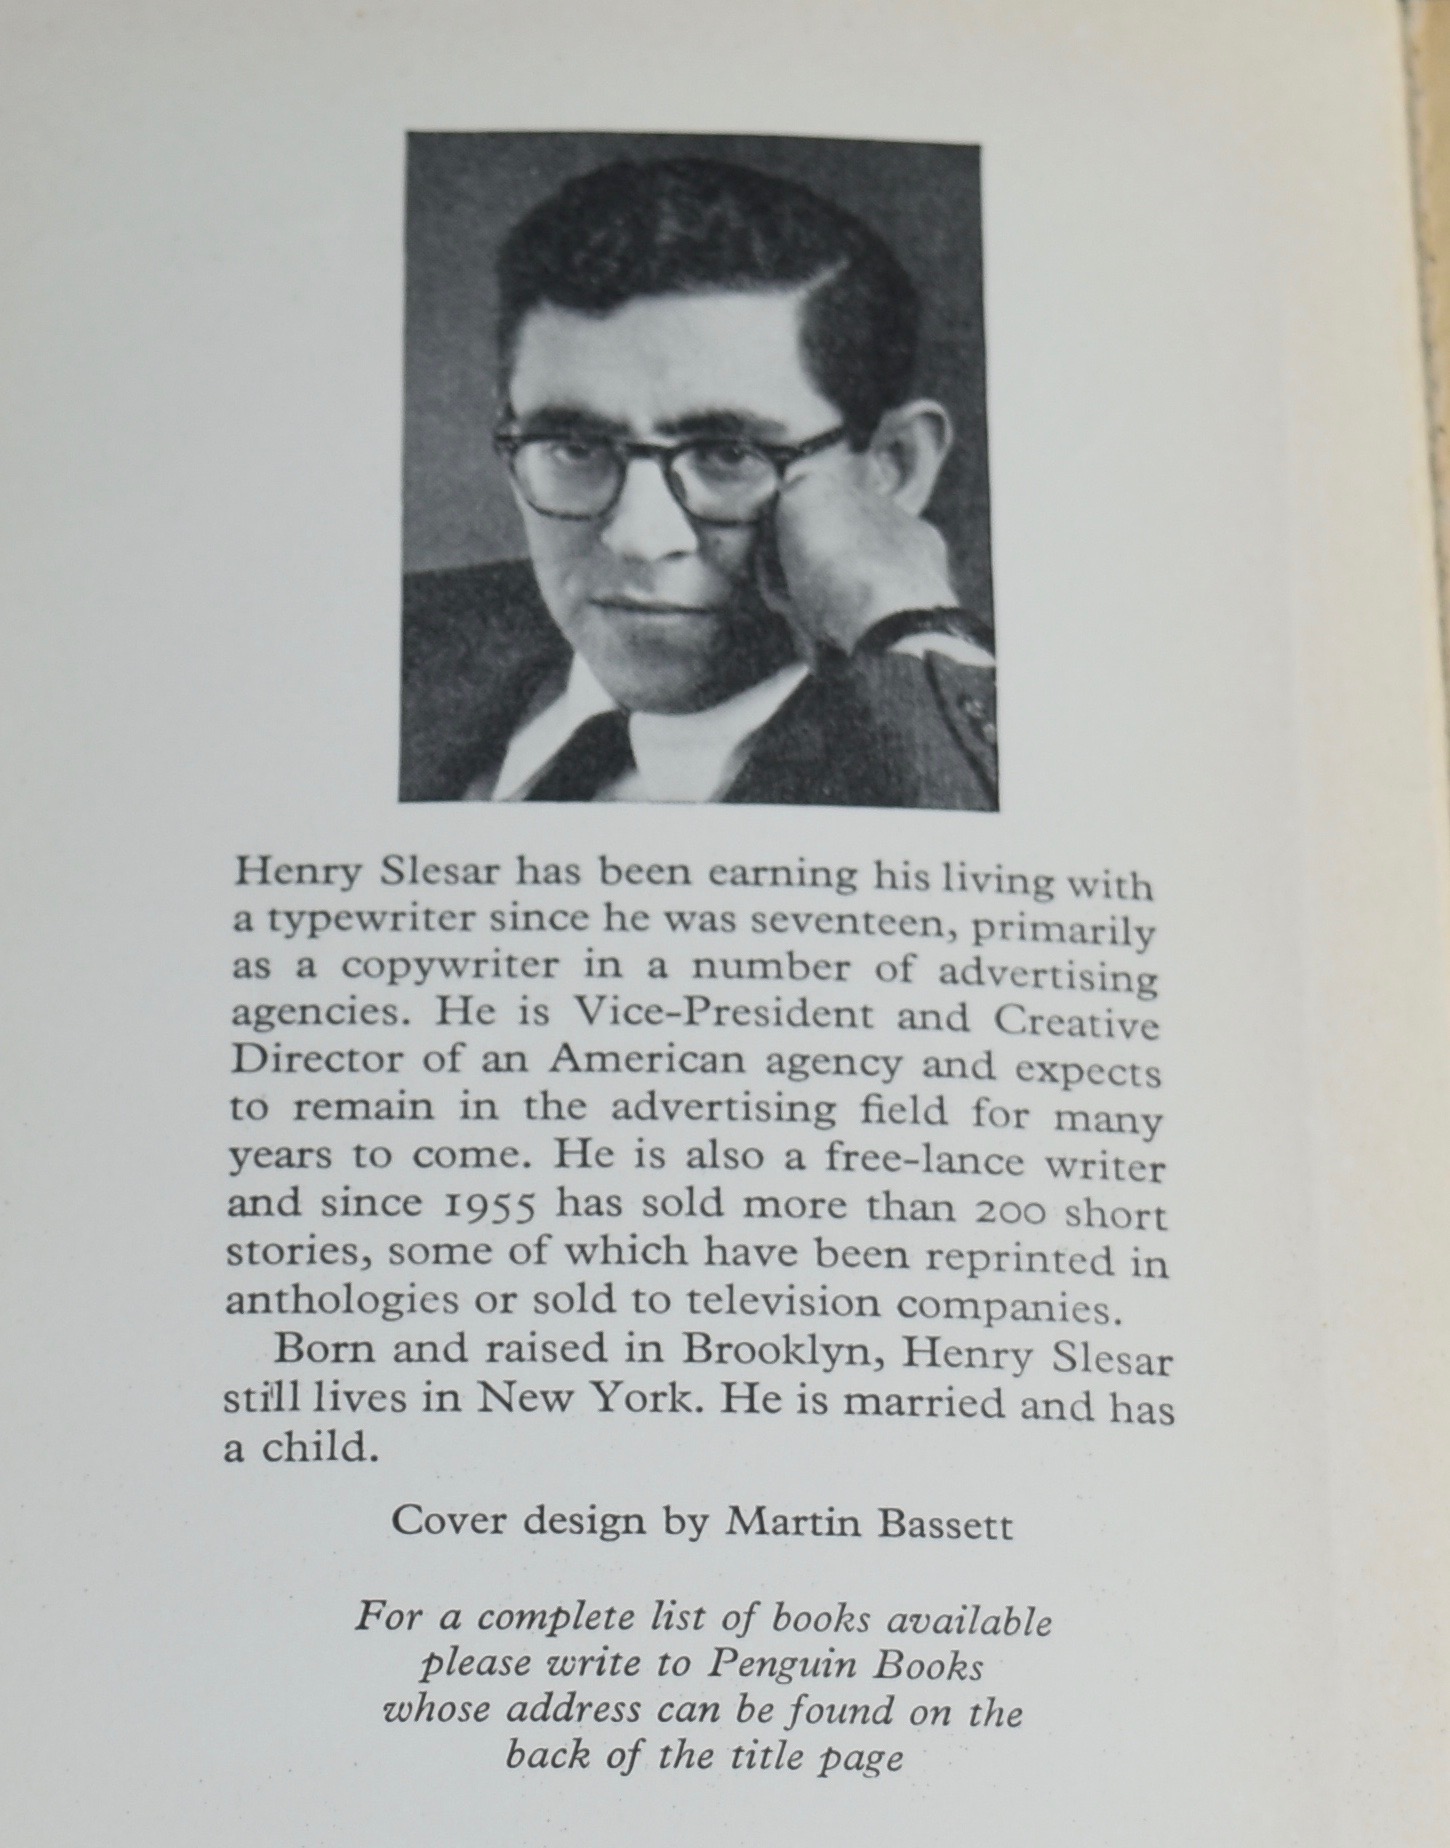 Henry Slesar has been earning his living with
a typewriter since he was seventeen, primarily
as a copywriter in a number of advertising
agencies. He is Vice-President and Creative
Director of an American agency and expects
to remain in the advertising field for many
years to come. He is also a free-lance writer
and since 1955 has sold more than 200 short
stories, some of which have been reprinted in
anthologies or sold to television companies.
Born and raised in Brooklyn, Henry Slesar
still lives in New York. He is married and has
a child.
Cover design by Martin Bassett
For a complete list of books available
please write to Penguin Books
whose address can be found on the
back of the title page